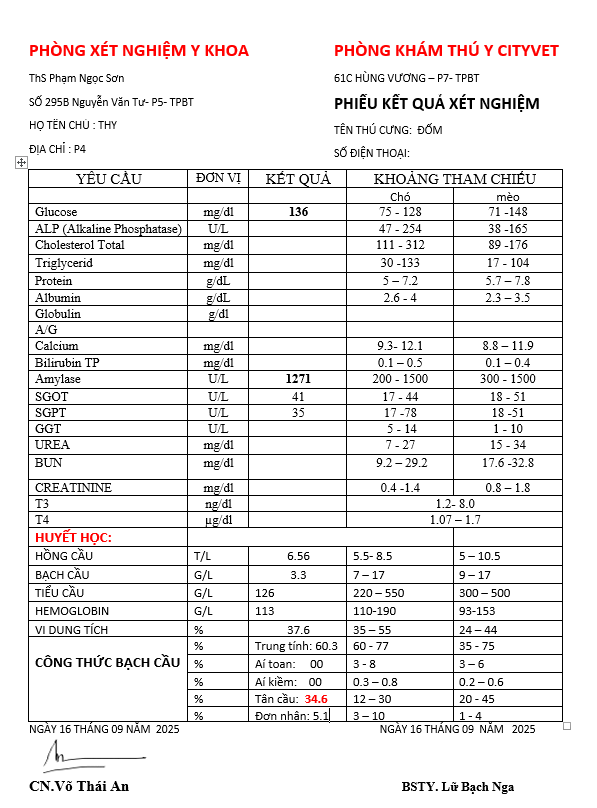 PHÒNG XÉT NGHIỆM Y KHOA PHÒNG KHÁM THÚ Y CITYVET
ThS Phạm Ngọc Sơn 61C HÙNG VƯƠNG – P7- TPBT
SỐ 295B Nguyễn Văn Tư- P5- TPBT PHIẾU KẾT QUẢ XÉT NGHIỆM
HỌ TÊN CHỦ : THY TÊN THÚ CƯNG: ĐỐM
ĐỊA CHỈ : P4 SỐ ĐIỆN THOẠI:
YÊU CẦU ĐƠN VỊ KẾT QUẢ KHOẢNG THAM CHIẾU
Chó mèo
Glucose mg/dl 136 75 - 128 71 -148
ALP (Alkaline Phosphatase) U/L 47 - 254 38 -165
Cholesterol Total mg/dl 111 - 312 89 -176
Triglycerid mg/dl 30 -133 17 - 104
Protein g/dL 5 – 7.2 5.7 – 7.8
Albumin g/dL 2.6 - 4 2.3 – 3.5
Globulin g/dl
A/G
Calcium mg/dl 9.3- 12.1 8.8 – 11.9
Bilirubin TP mg/dl 0.1 – 0.5 0.1 – 0.4
Amylase U/L 1271 200 - 1500 300 - 1500
SGOT U/L 41 17 - 44 18 - 51
SGPT U/L 35 17 -78 18 -51
GGT U/L 5 - 14 1 - 10
UREA mg/dl 7 - 27 15 - 34
BUN mg/dl 9.2 – 29.2 17.6 -32.8
CREATININE mg/dl 0.4 -1.4 0.8 – 1.8
T3 ng/dl 1.2- 8.0
T4 µg/dl 1.07 – 1.7
HUYẾT HỌC:
HỒNG CẦU T/L 6.56 5.5- 8.5 5 – 10.5
BẠCH CẦU G/L 3.3 7 – 17 9 – 17
TIỂU CẦU G/L 126 220 – 550 300 – 500
HEMOGLOBIN G/L 113 110-190 93-153
VI DUNG TÍCH % 37.6 35 – 55 24 – 44
CÔNG THỨC BẠCH CẦU % Trung tính: 60.3 60 - 77 35 - 75
% Aí toan: 00 3 - 8 3 – 6
% Aí kiềm: 00 0.3 – 0.8 0.2 – 0.6
% Tân cầu: 34.6 12 – 30 20 - 45
% Đơn nhân: 5.1 3 – 10 1 - 4
NGÀY 16 THÁNG 09 NĂM 2025 NGÀY 16 THÁNG 09 NĂM 2025
CN.Võ Thái An BSTY. Lữ Bạch Nga